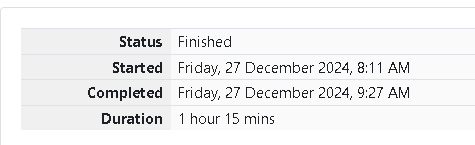 Status Finished
Started Friday, 27 December 2024, 8:11 AM
Completed Friday, 27 December 2024, 9:27 AM
Duration 1 hour 15 mins